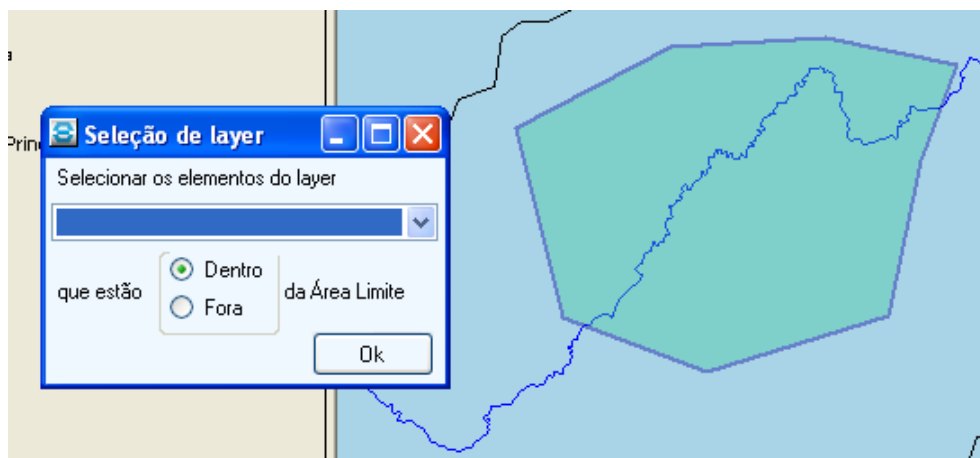 Seleção de layer
Selecionar os elementos do layer
que estão
Dentro
Fora
da Área Limite
Ok